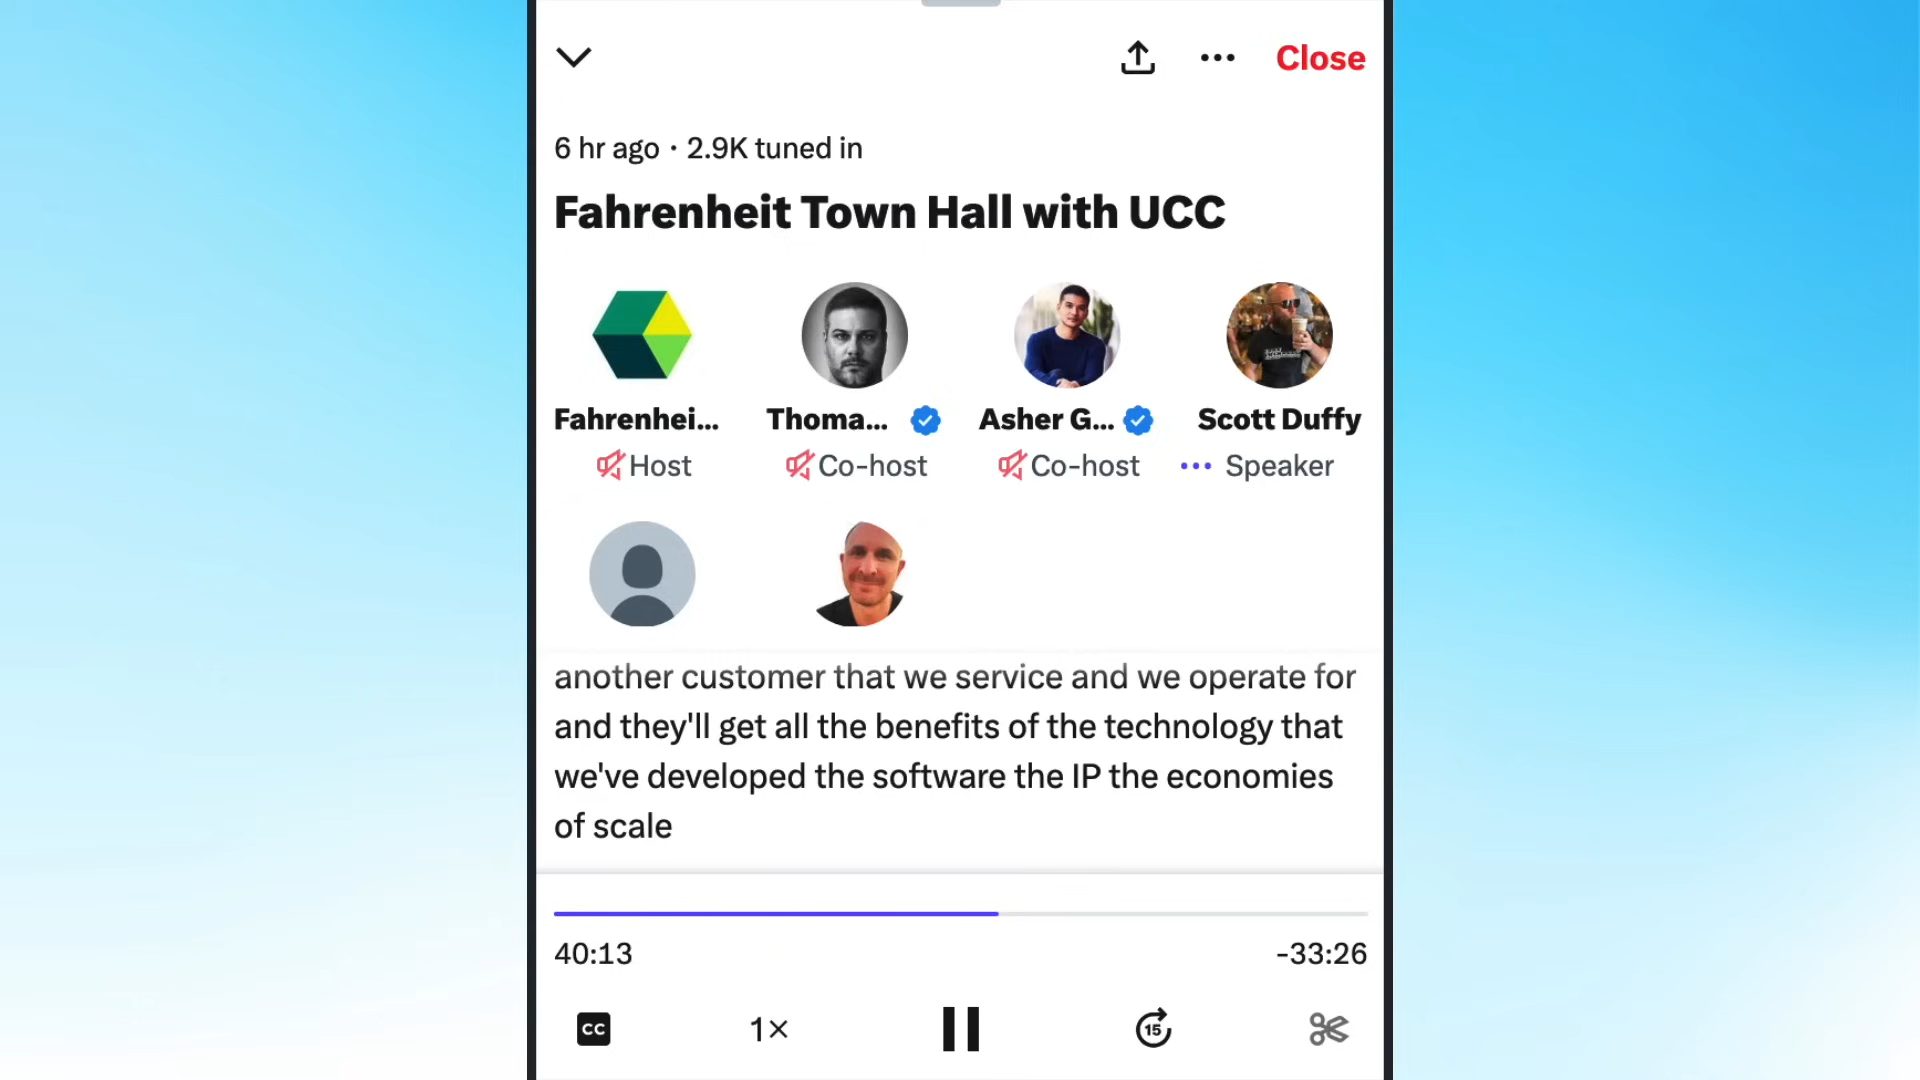 Close
6 hr ago · 2.9K tuned in
Fahrenheit Town Hall with UCC
Fahrenhei... Thoma... Asher G... Scott Duffy
Host Co-host Co-host Speaker
another customer that we service and we operate for
and they'll get all the benefits of the technology that
we've developed the software the IP the economies
of scale
40:13 -33:26
CC 1× 15